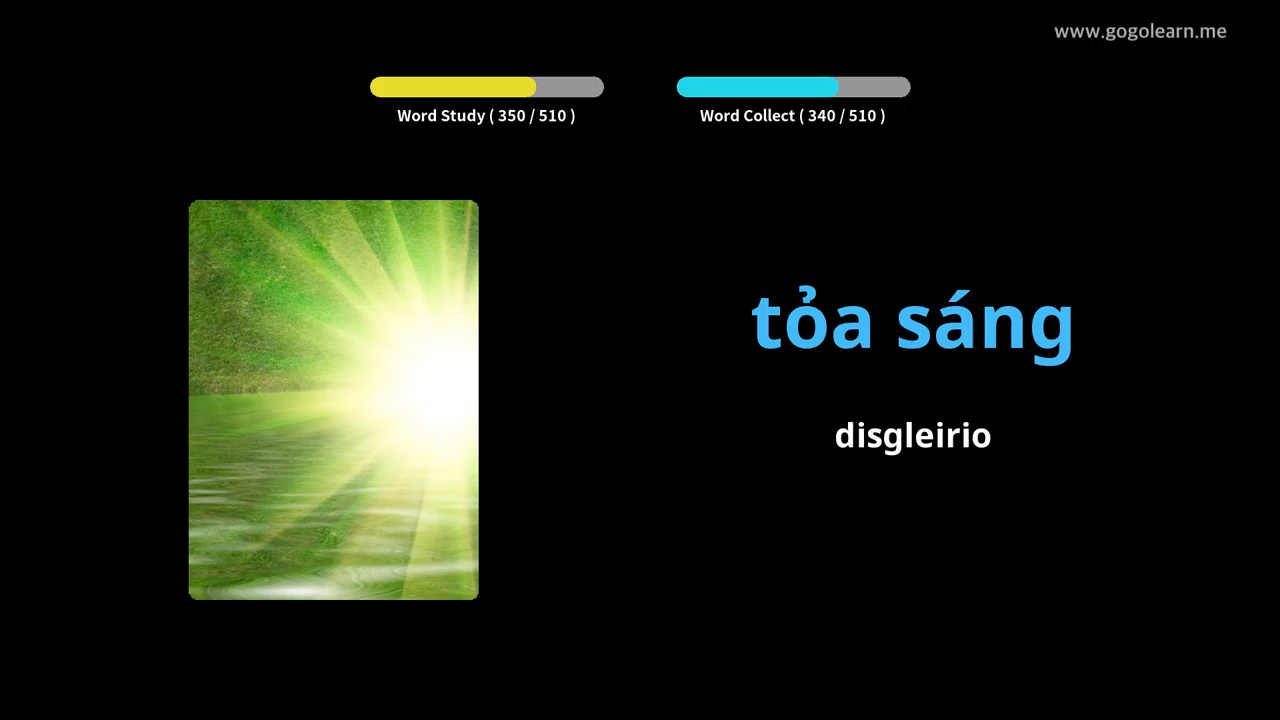 www.gogolearn.me
Word Study ( 350 / 510 )
Word Collect ( 340 / 510 )
tỏa sáng
disgleirio